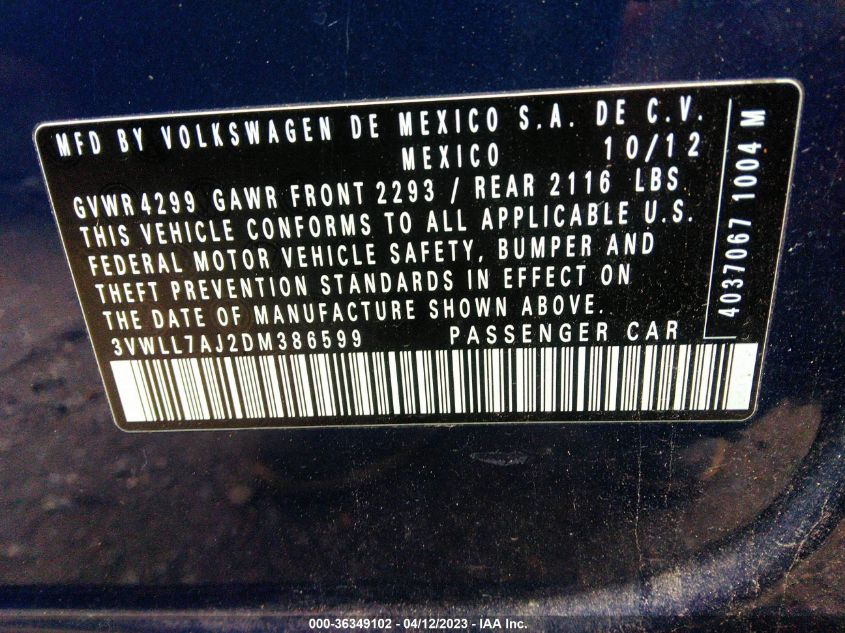 MFD BY VOLKSWAGEN DE MEXICO S.A. DE C.V.
MEXICO 10/12
GVWR 4299 GAWR FRONT 2293 / REAR 2116 LBS
THIS VEHICLE CONFORMS TO ALL APPLICABLE U.S.
FEDERAL MOTOR VEHICLE SAFETY, BUMPER AND
THEFT PREVENTION STANDARDS IN EFFECT ON
THE DATE OF MANUFACTURE SHOWN ABOVE.
3VWLL7AJ2DM386599 PASSENGER CAR
4037067 1004 M
000-36349102 - 04/12/2023 - IAA Inc.